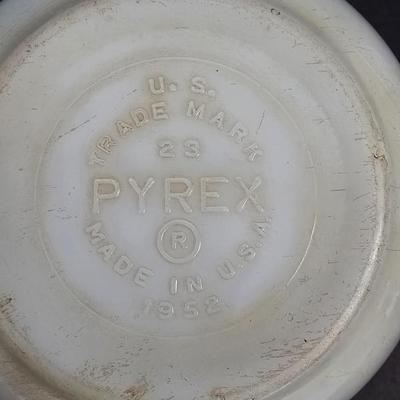 U. S.
TRADE MARK
23
PYREX
®
MADE IN U.S.A.
1952